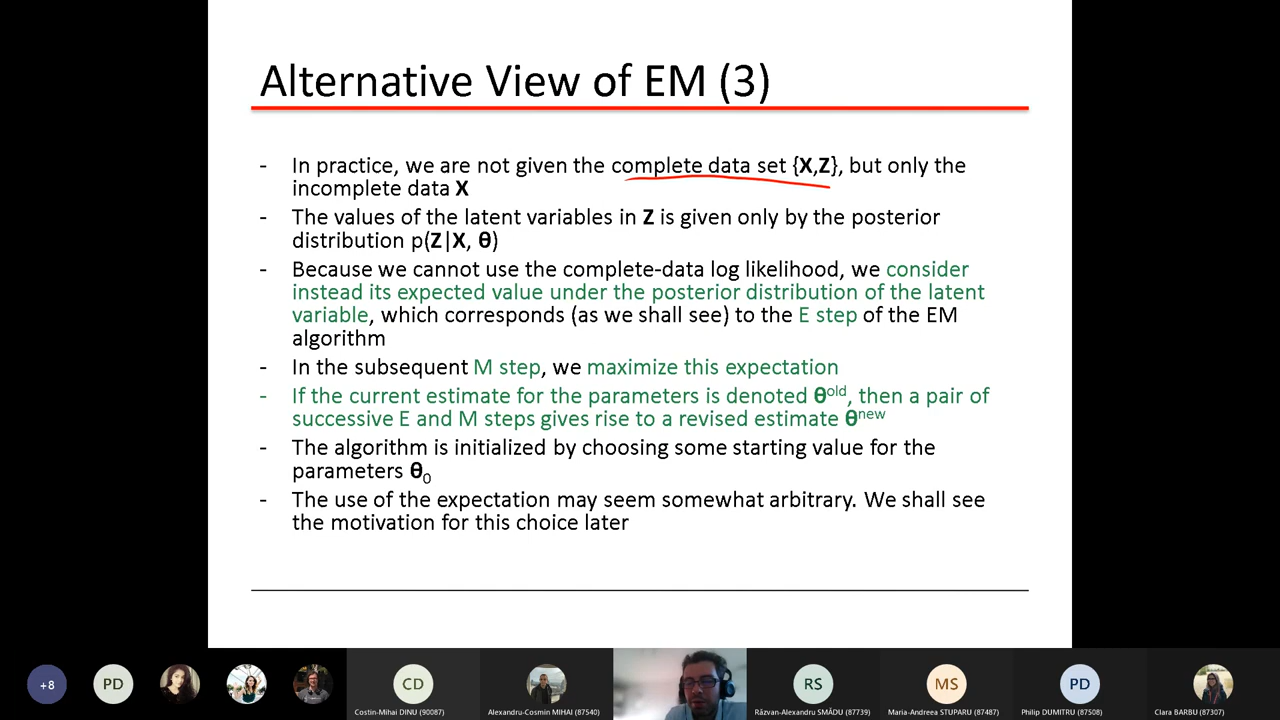 Alternative View of EM (3)
- In practice, we are not given the complete data set {X,Z}, but only the
incomplete data X
- The values of the latent variables in Z is given only by the posterior
distribution p(Z|X, θ)
- Because we cannot use the complete-data log likelihood, we consider
instead its expected value under the posterior distribution of the latent
variable, which corresponds (as we shall see) to the E step of the EM
algorithm
- In the subsequent M step, we maximize this expectation
- If the current estimate for the parameters is denoted θold, then a pair of
successive E and M steps gives rise to a revised estimate θnew
- The algorithm is initialized by choosing some starting value for the
parameters θ0
- The use of the expectation may seem somewhat arbitrary. We shall see
the motivation for this choice later
+8
PD
CD
RS
MS
PD
Costin-Mihai DINU (90087)
Alexandru-Cosmin MIHAI (87540)
Răzvan-Alexandru SMĂDU (87739)
Maria-Andreea STUPARU (87487)
Philip DUMITRU (87508)
Clara BARBU (87307)